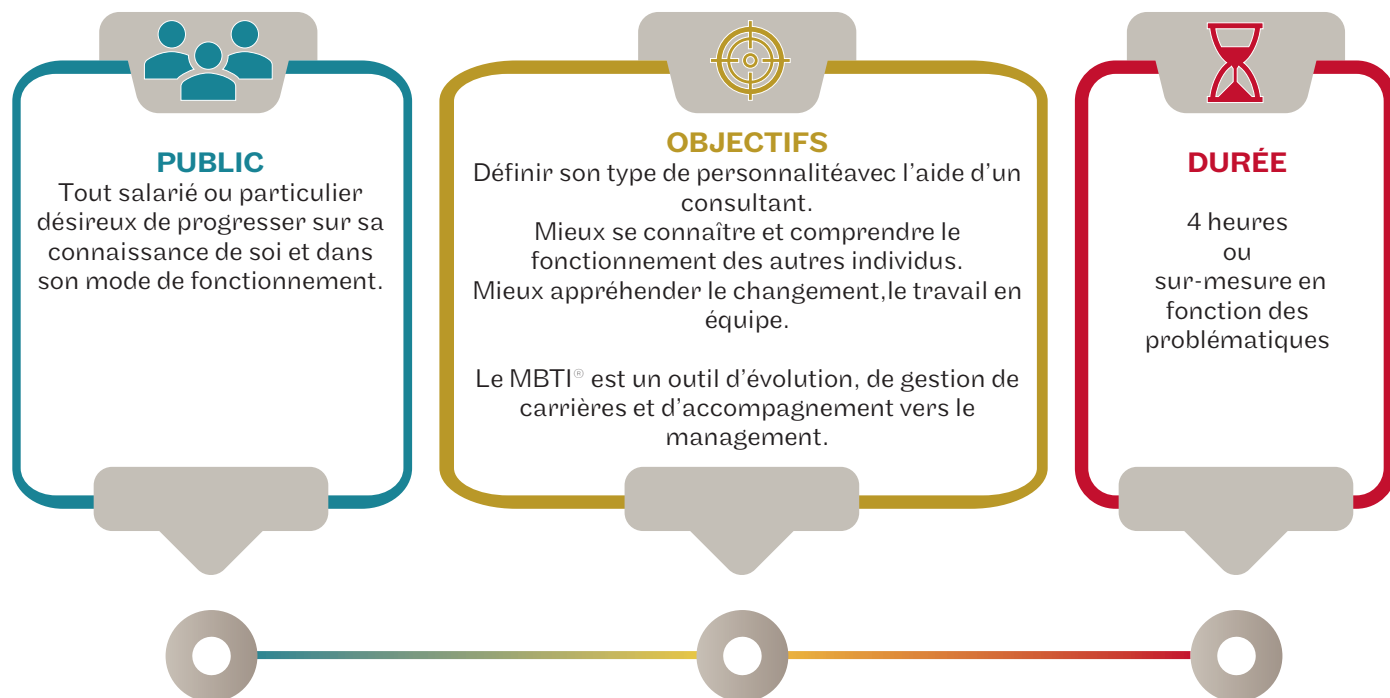 PUBLIC
Tout salarié ou particulier
désireux de progresser sur sa
connaissance de soi et dans
son mode de fonctionnement.
OBJECTIFS
Définir son type de personnalitéavec l'aide d'un
consultant.
Mieux se connaître et comprendre le
fonctionnement des autres individus.
Mieux appréhender le changement,le travail en
équipe.
Le MBTI® est un outil d'évolution, de gestion de
carrières et d'accompagnement vers le
management.
DURÉE
4 heures
ou
sur-mesure en
fonction des
problématiques